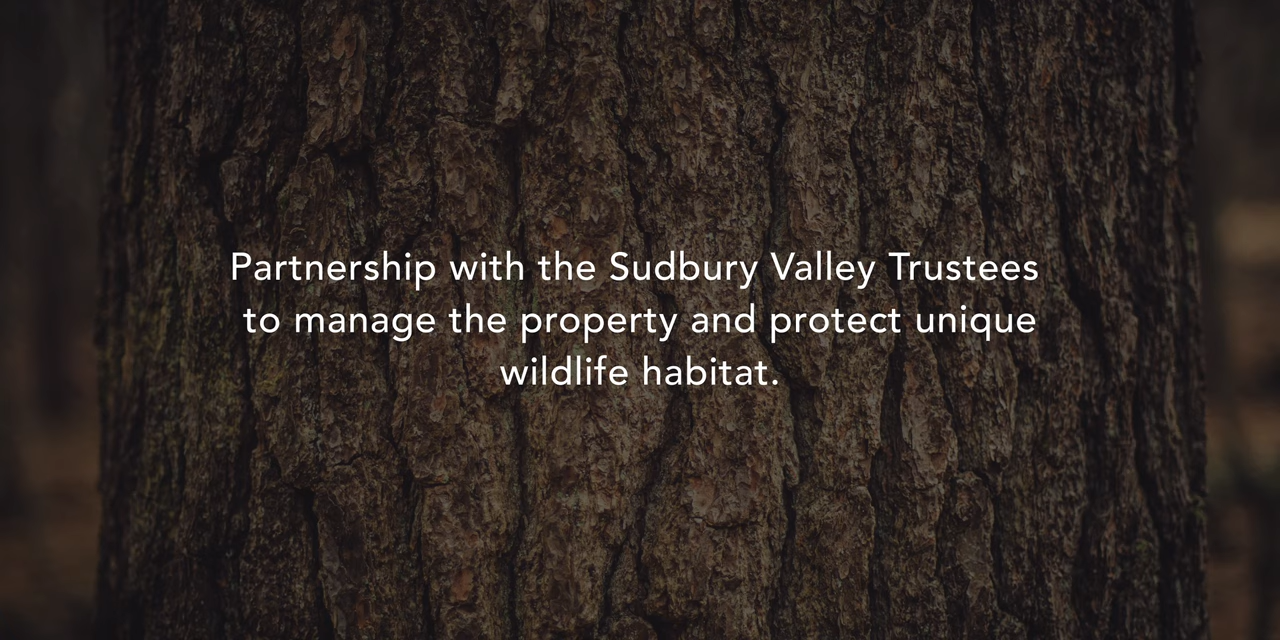 Partnership with the Sudbury Valley Trustees
to manage the property and protect unique
wildlife habitat.